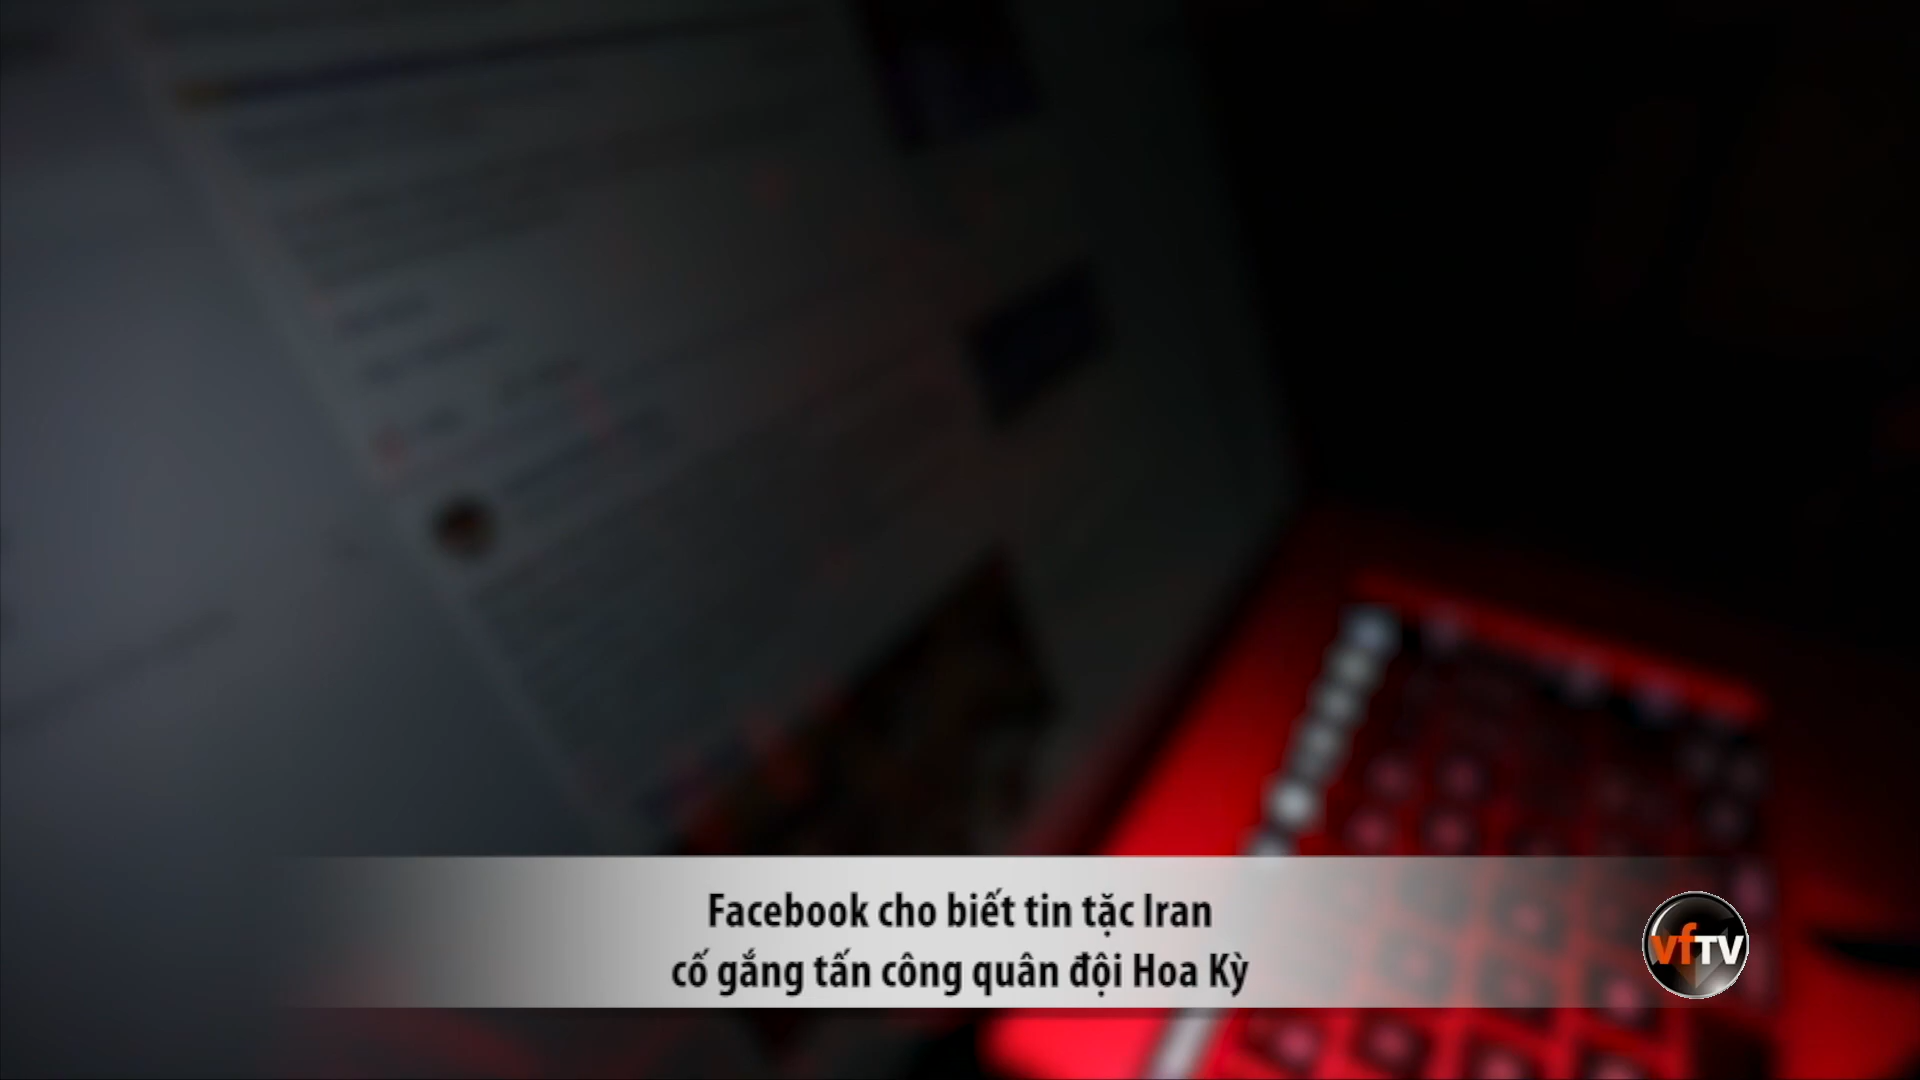 Facebook cho biết tin tặc Iran
cố gắng tấn công quân đội Hoa Kỳ
vfTV